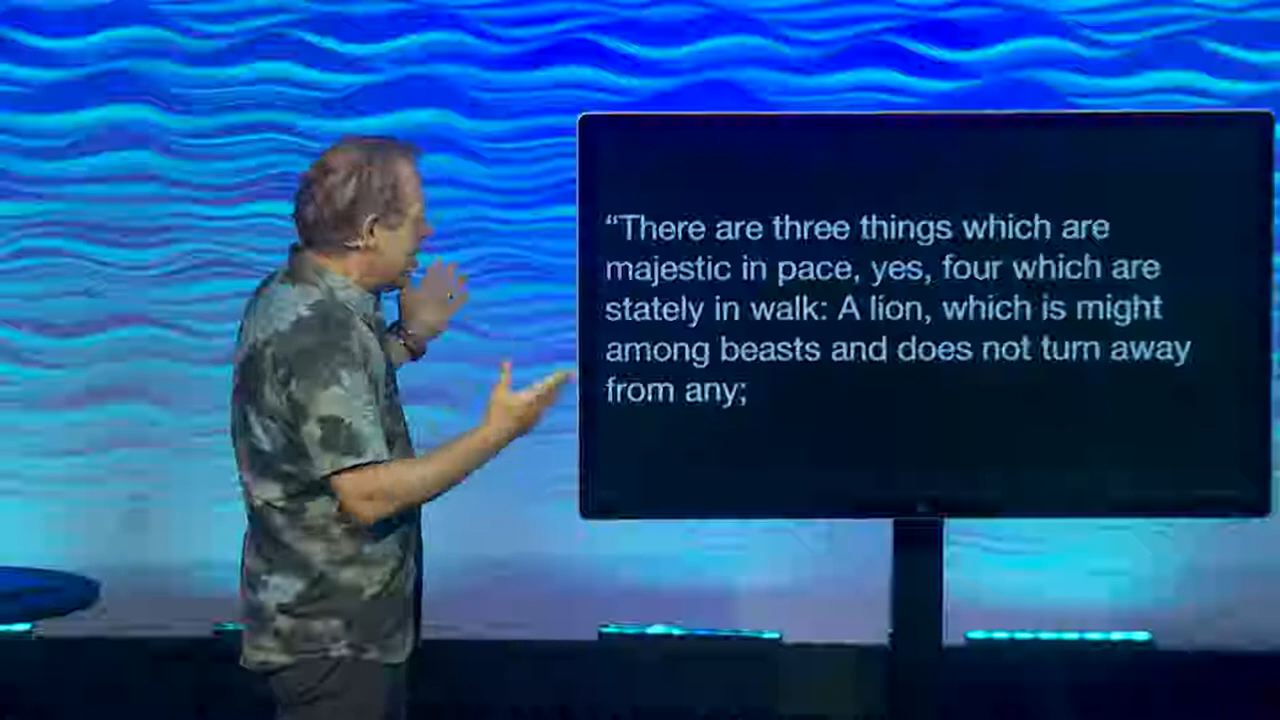 “There are three things which are
majestic in pace, yes, four which are
stately in walk: A lion, which is might
among beasts and does not turn away
from any;